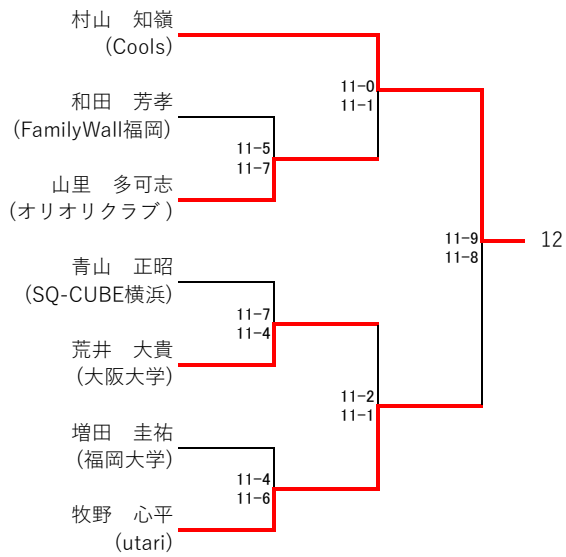 村山　知嶺
(Cools)
11-0
11-1
和田　芳孝
(FamilyWall福岡)
11-5
11-7
山里　多可志
(オリオリクラブ )
11-9
11-8
12
青山　正昭
(SQ-CUBE横浜)
11-7
11-4
荒井　大貴
(大阪大学)
11-2
11-1
増田　圭祐
(福岡大学)
11-4
11-6
牧野　心平
(utari)